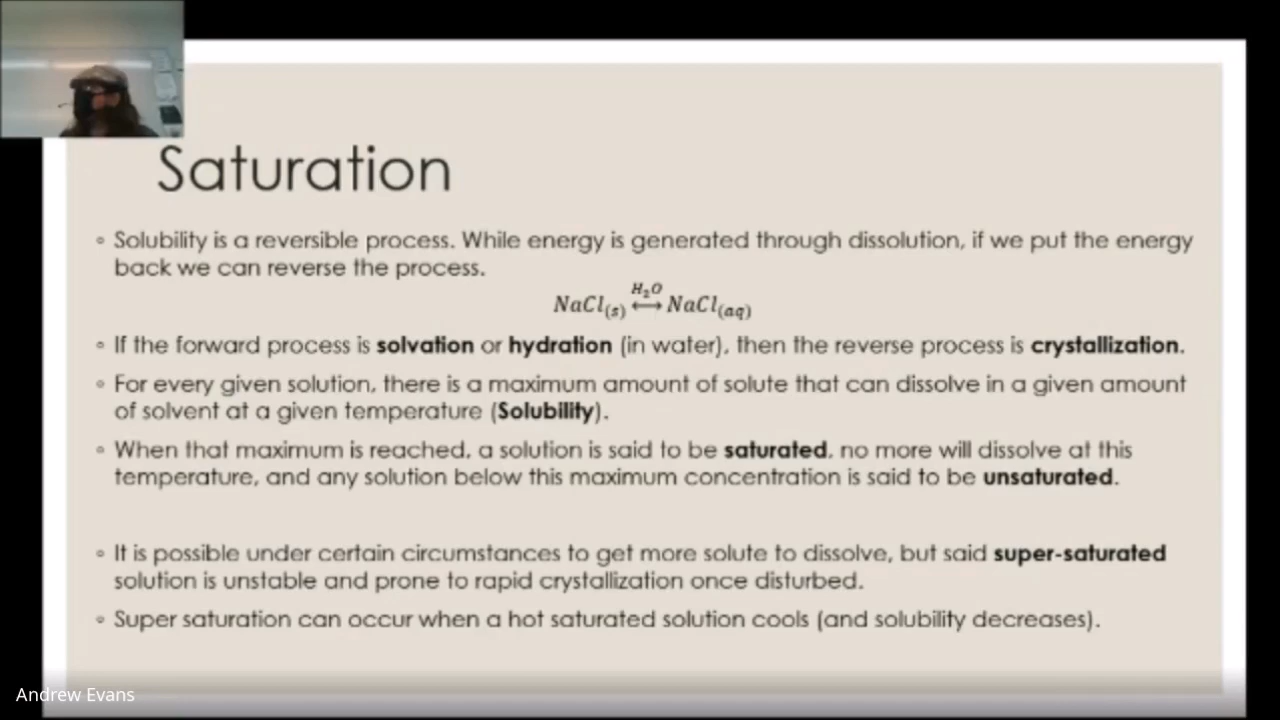 Saturation
◦ Solubility is a reversible process. While energy is generated through dissolution, if we put the energy
back we can reverse the process.
NaCl(s) H₂O ⟷ NaCl(aq)
◦ If the forward process is solvation or hydration (in water), then the reverse process is crystallization.
◦ For every given solution, there is a maximum amount of solute that can dissolve in a given amount
of solvent at a given temperature (Solubility).
◦ When that maximum is reached, a solution is said to be saturated, no more will dissolve at this
temperature, and any solution below this maximum concentration is said to be unsaturated.
◦ It is possible under certain circumstances to get more solute to dissolve, but said super-saturated
solution is unstable and prone to rapid crystallization once disturbed.
◦ Super saturation can occur when a hot saturated solution cools (and solubility decreases).
Andrew Evans